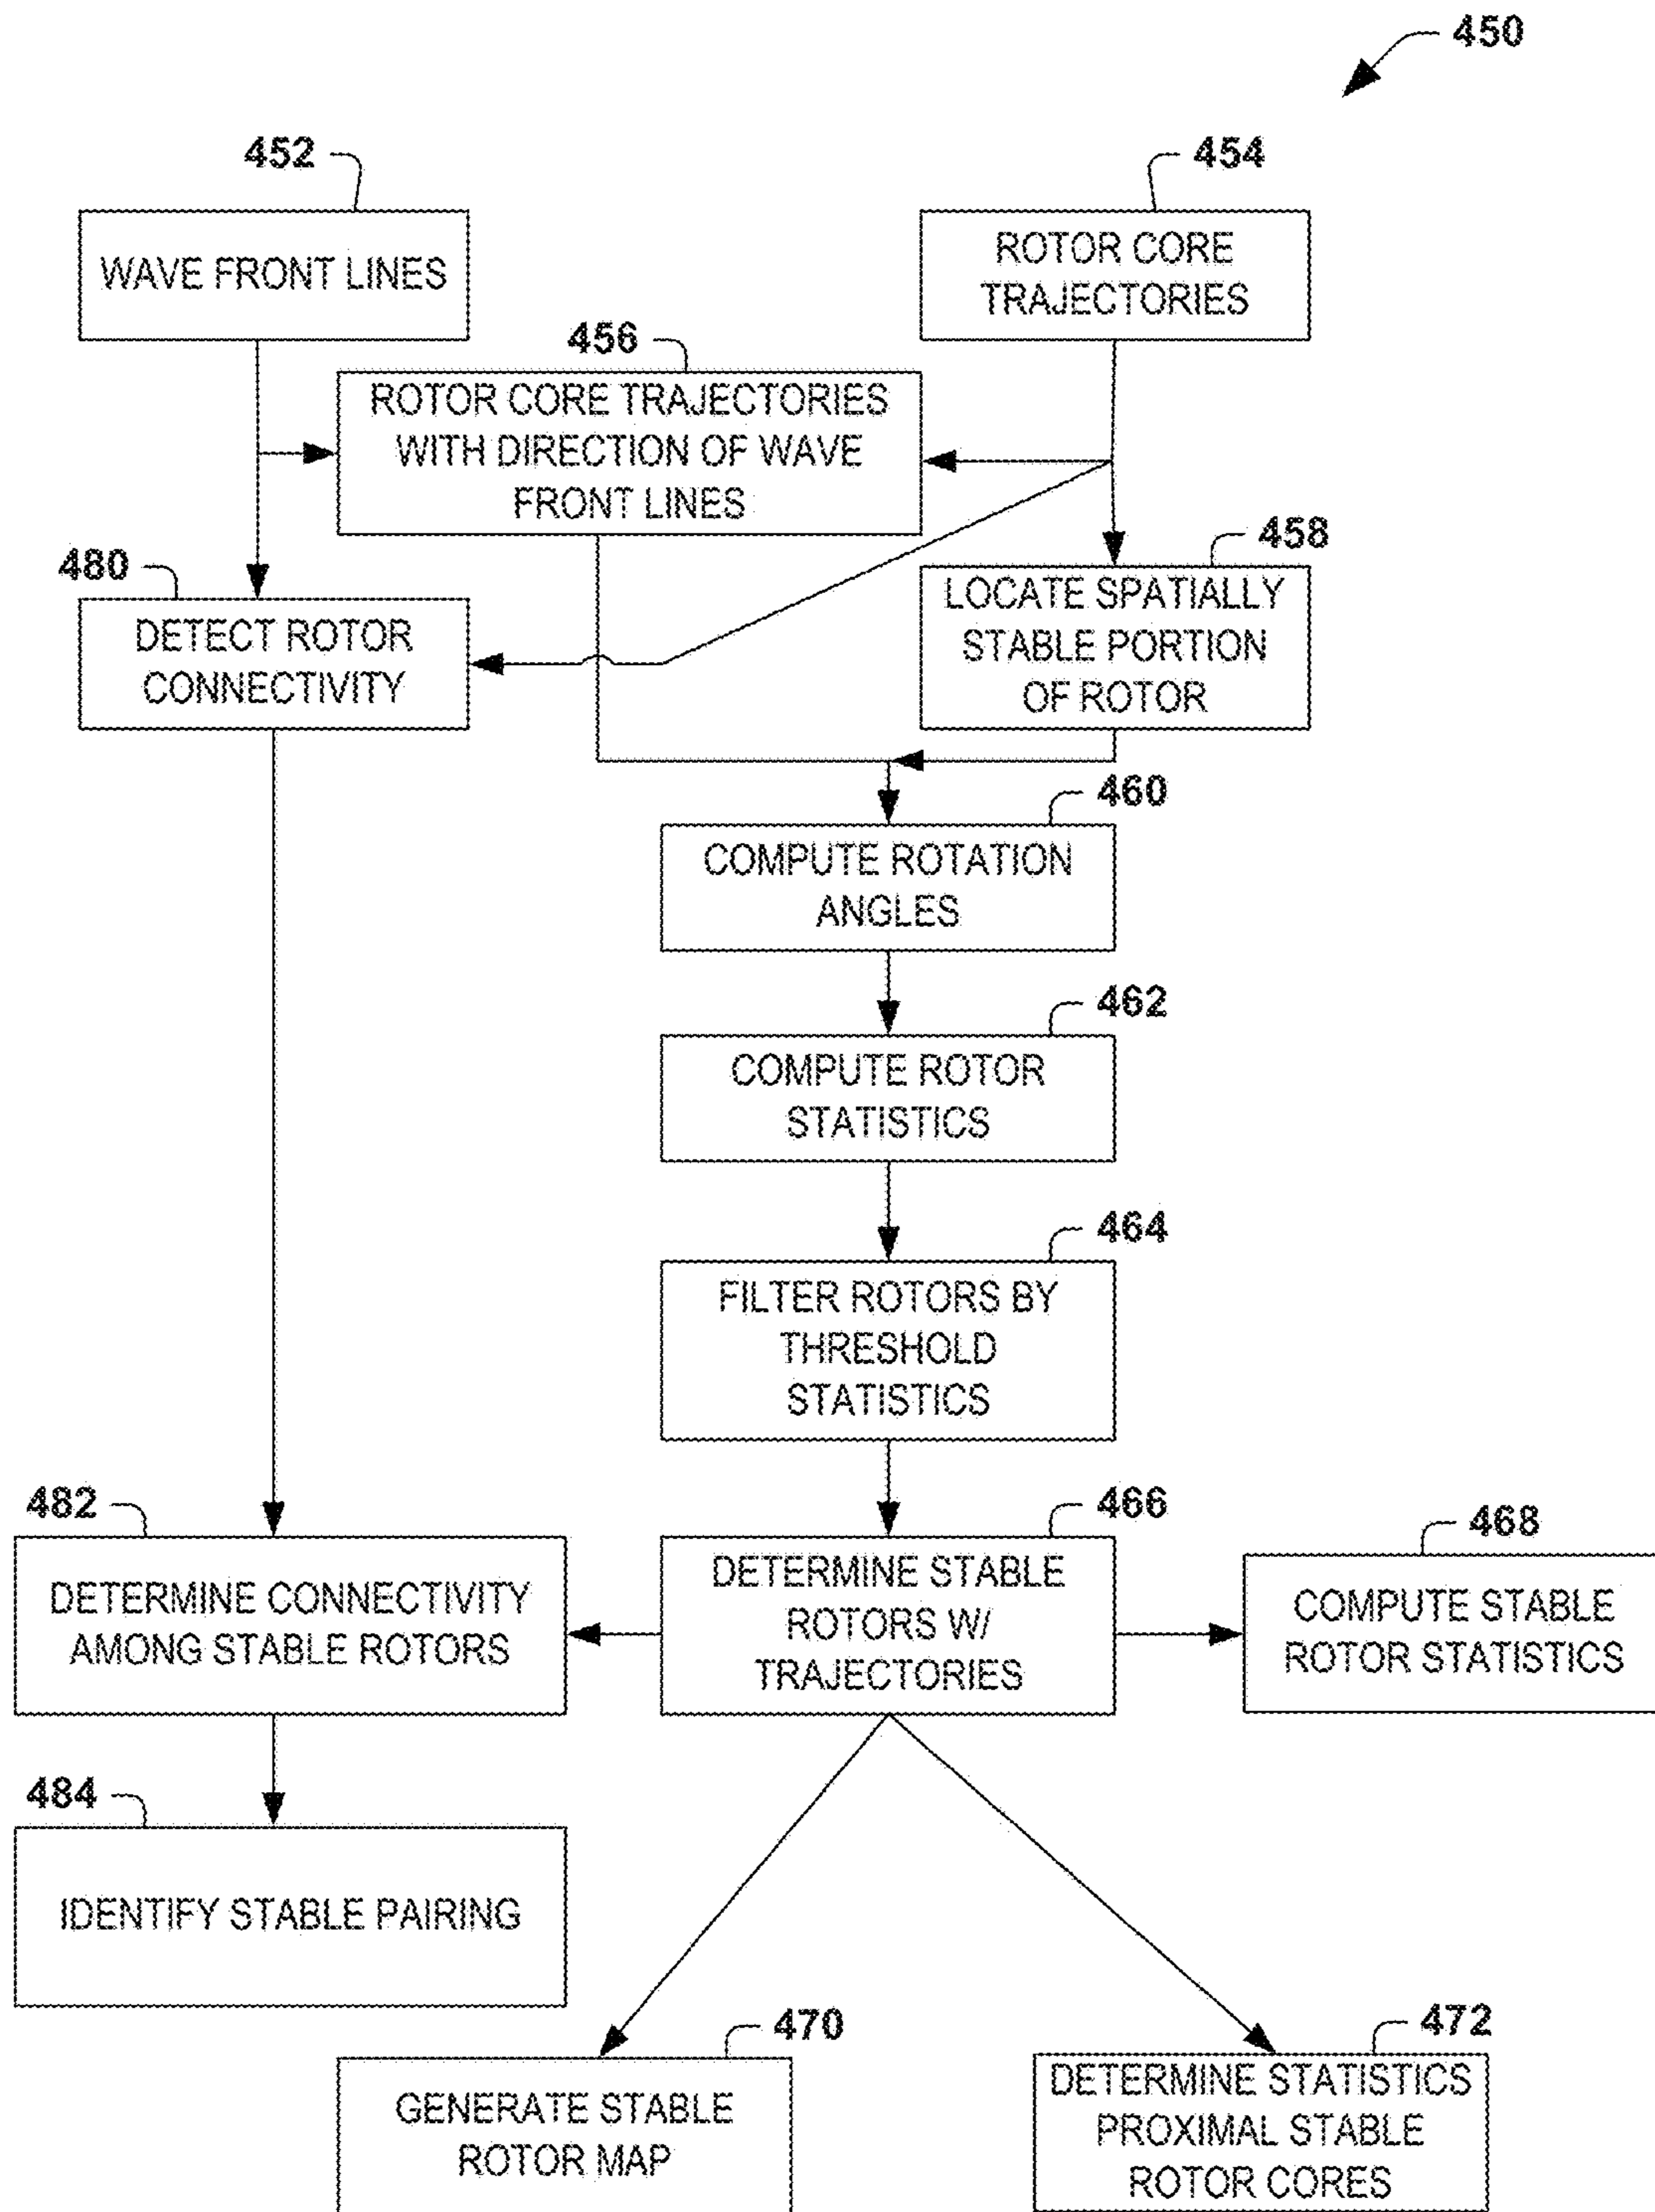 450
452
454
WAVE FRONT LINES
ROTOR CORE
TRAJECTORIES
456
ROTOR CORE TRAJECTORIES
WITH DIRECTION OF WAVE
FRONT LINES
458
LOCATE SPATIALLY
STABLE PORTION
OF ROTOR
480
DETECT ROTOR
CONNECTIVITY
460
COMPUTE ROTATION
ANGLES
462
COMPUTE ROTOR
STATISTICS
464
FILTER ROTORS BY
THRESHOLD
STATISTICS
482
DETERMINE CONNECTIVITY
AMONG STABLE ROTORS
466
DETERMINE STABLE
ROTORS W/
TRAJECTORIES
468
COMPUTE STABLE
ROTOR STATISTICS
484
IDENTIFY STABLE PAIRING
470
GENERATE STABLE
ROTOR MAP
472
DETERMINE STATISTICS
PROXIMAL STABLE
ROTOR CORES